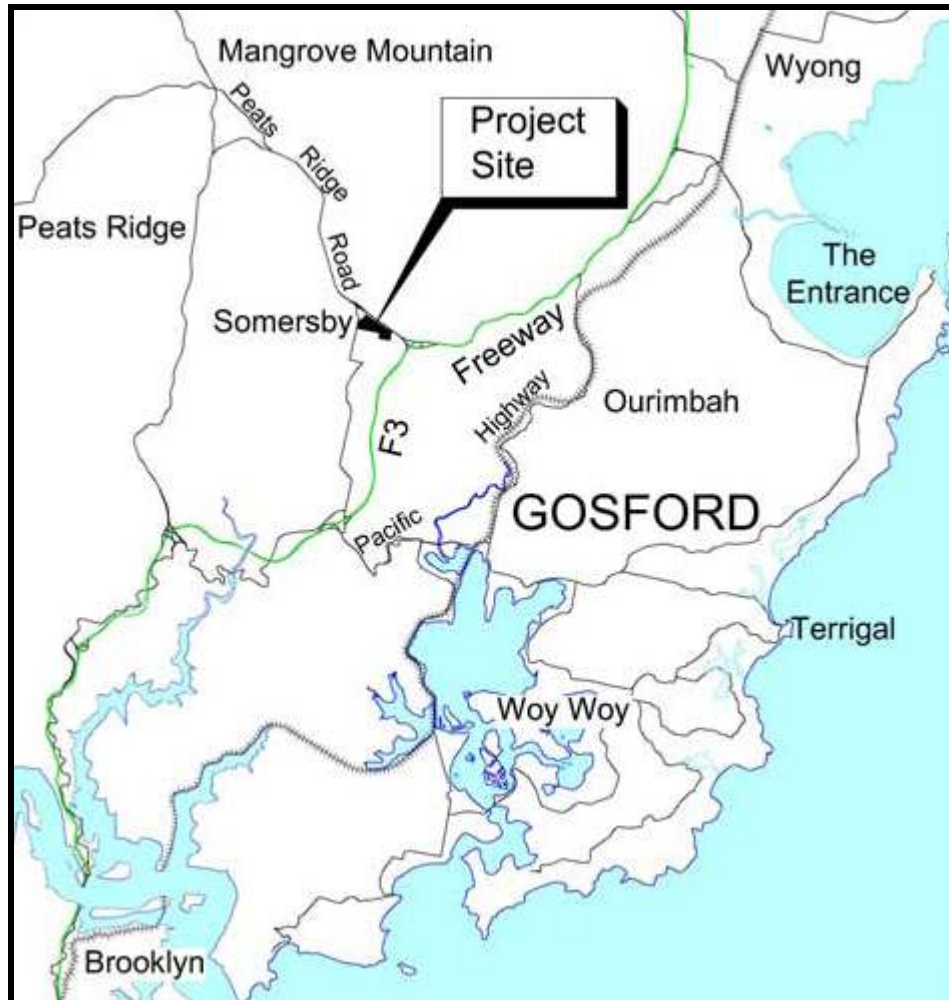 Mangrove Mountain
Wyong
Peats
Ridge
Road
Project
Site
Peats Ridge
The
Entrance
Somersby
Freeway
F3
Highway
Ourimbah
GOSFORD
Pacific
Terrigal
Woy Woy
Brooklyn